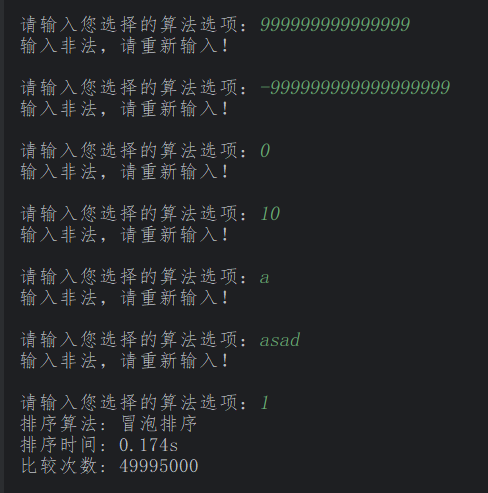 请输入您选择的算法选项：999999999999999
输入非法，请重新输入！
请输入您选择的算法选项：-999999999999999999
输入非法，请重新输入！
请输入您选择的算法选项：0
输入非法，请重新输入！
请输入您选择的算法选项：10
输入非法，请重新输入！
请输入您选择的算法选项：a
输入非法，请重新输入！
请输入您选择的算法选项：asad
输入非法，请重新输入！
请输入您选择的算法选项：1
排序算法：冒泡排序
排序时间：0.174s
比较次数：49995000